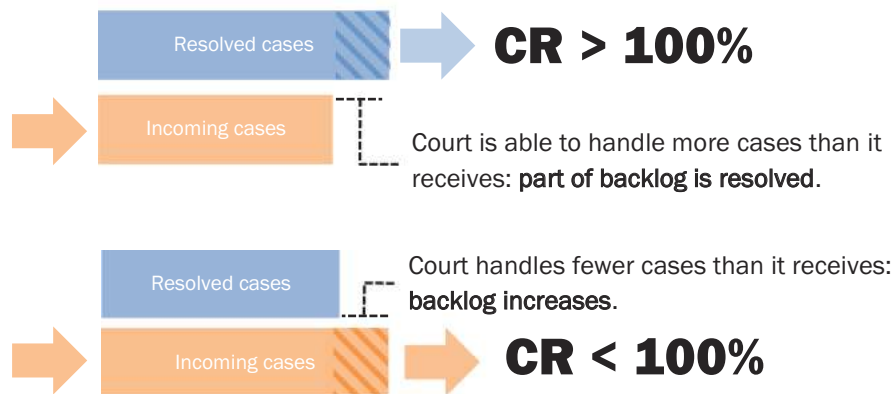 Resolved cases
CR > 100%
Incoming cases
Court is able to handle more cases than it
receives: part of backlog is resolved.
Resolved cases
Court handles fewer cases than it receives:
backlog increases.
Incoming cases
CR < 100%